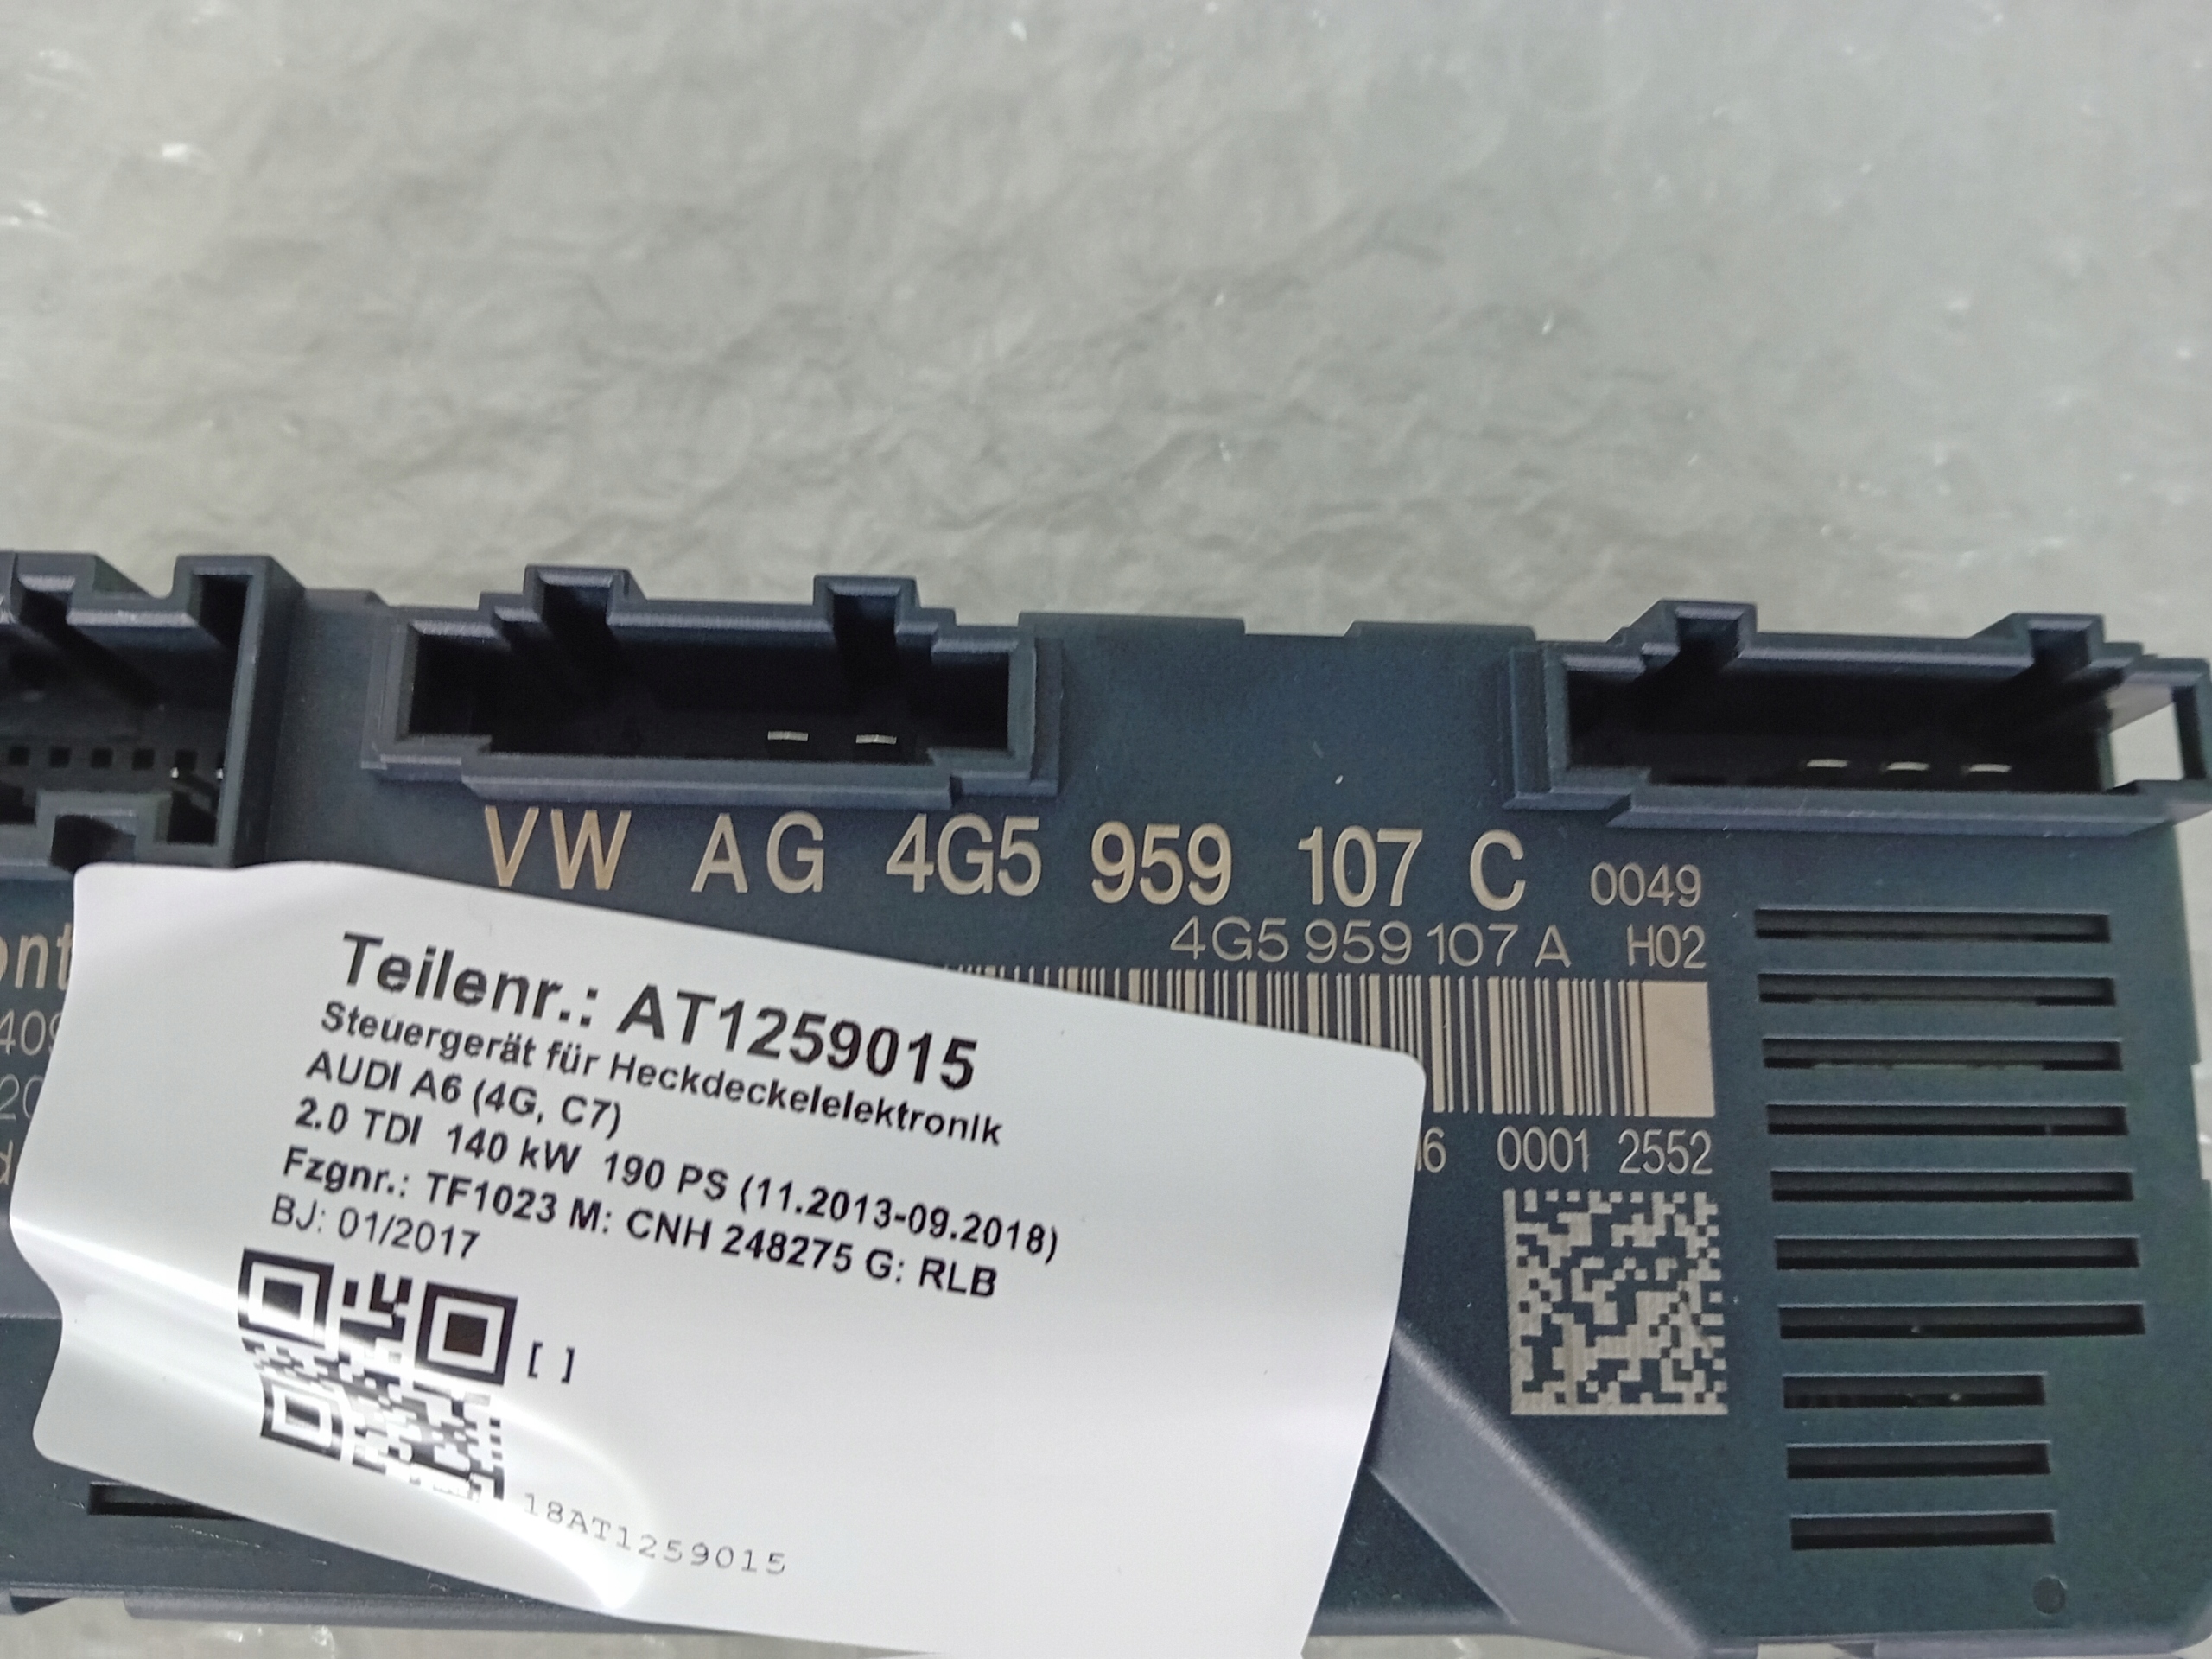 VW AG 4G5 959 107 C 0049
4G5 959 107 A H02
0001 2552
Teilenr.: AT1259015
Steuergerät für Heckdeckelelektronik
AUDI A6 (4G, C7)
2.0 TDI 140 kW 190 PS (11.2013-09.2018)
Fzgnr.: TF1023 M: CNH 248275 G: RLB
BJ: 01/2017
[ ]
18AT1259015